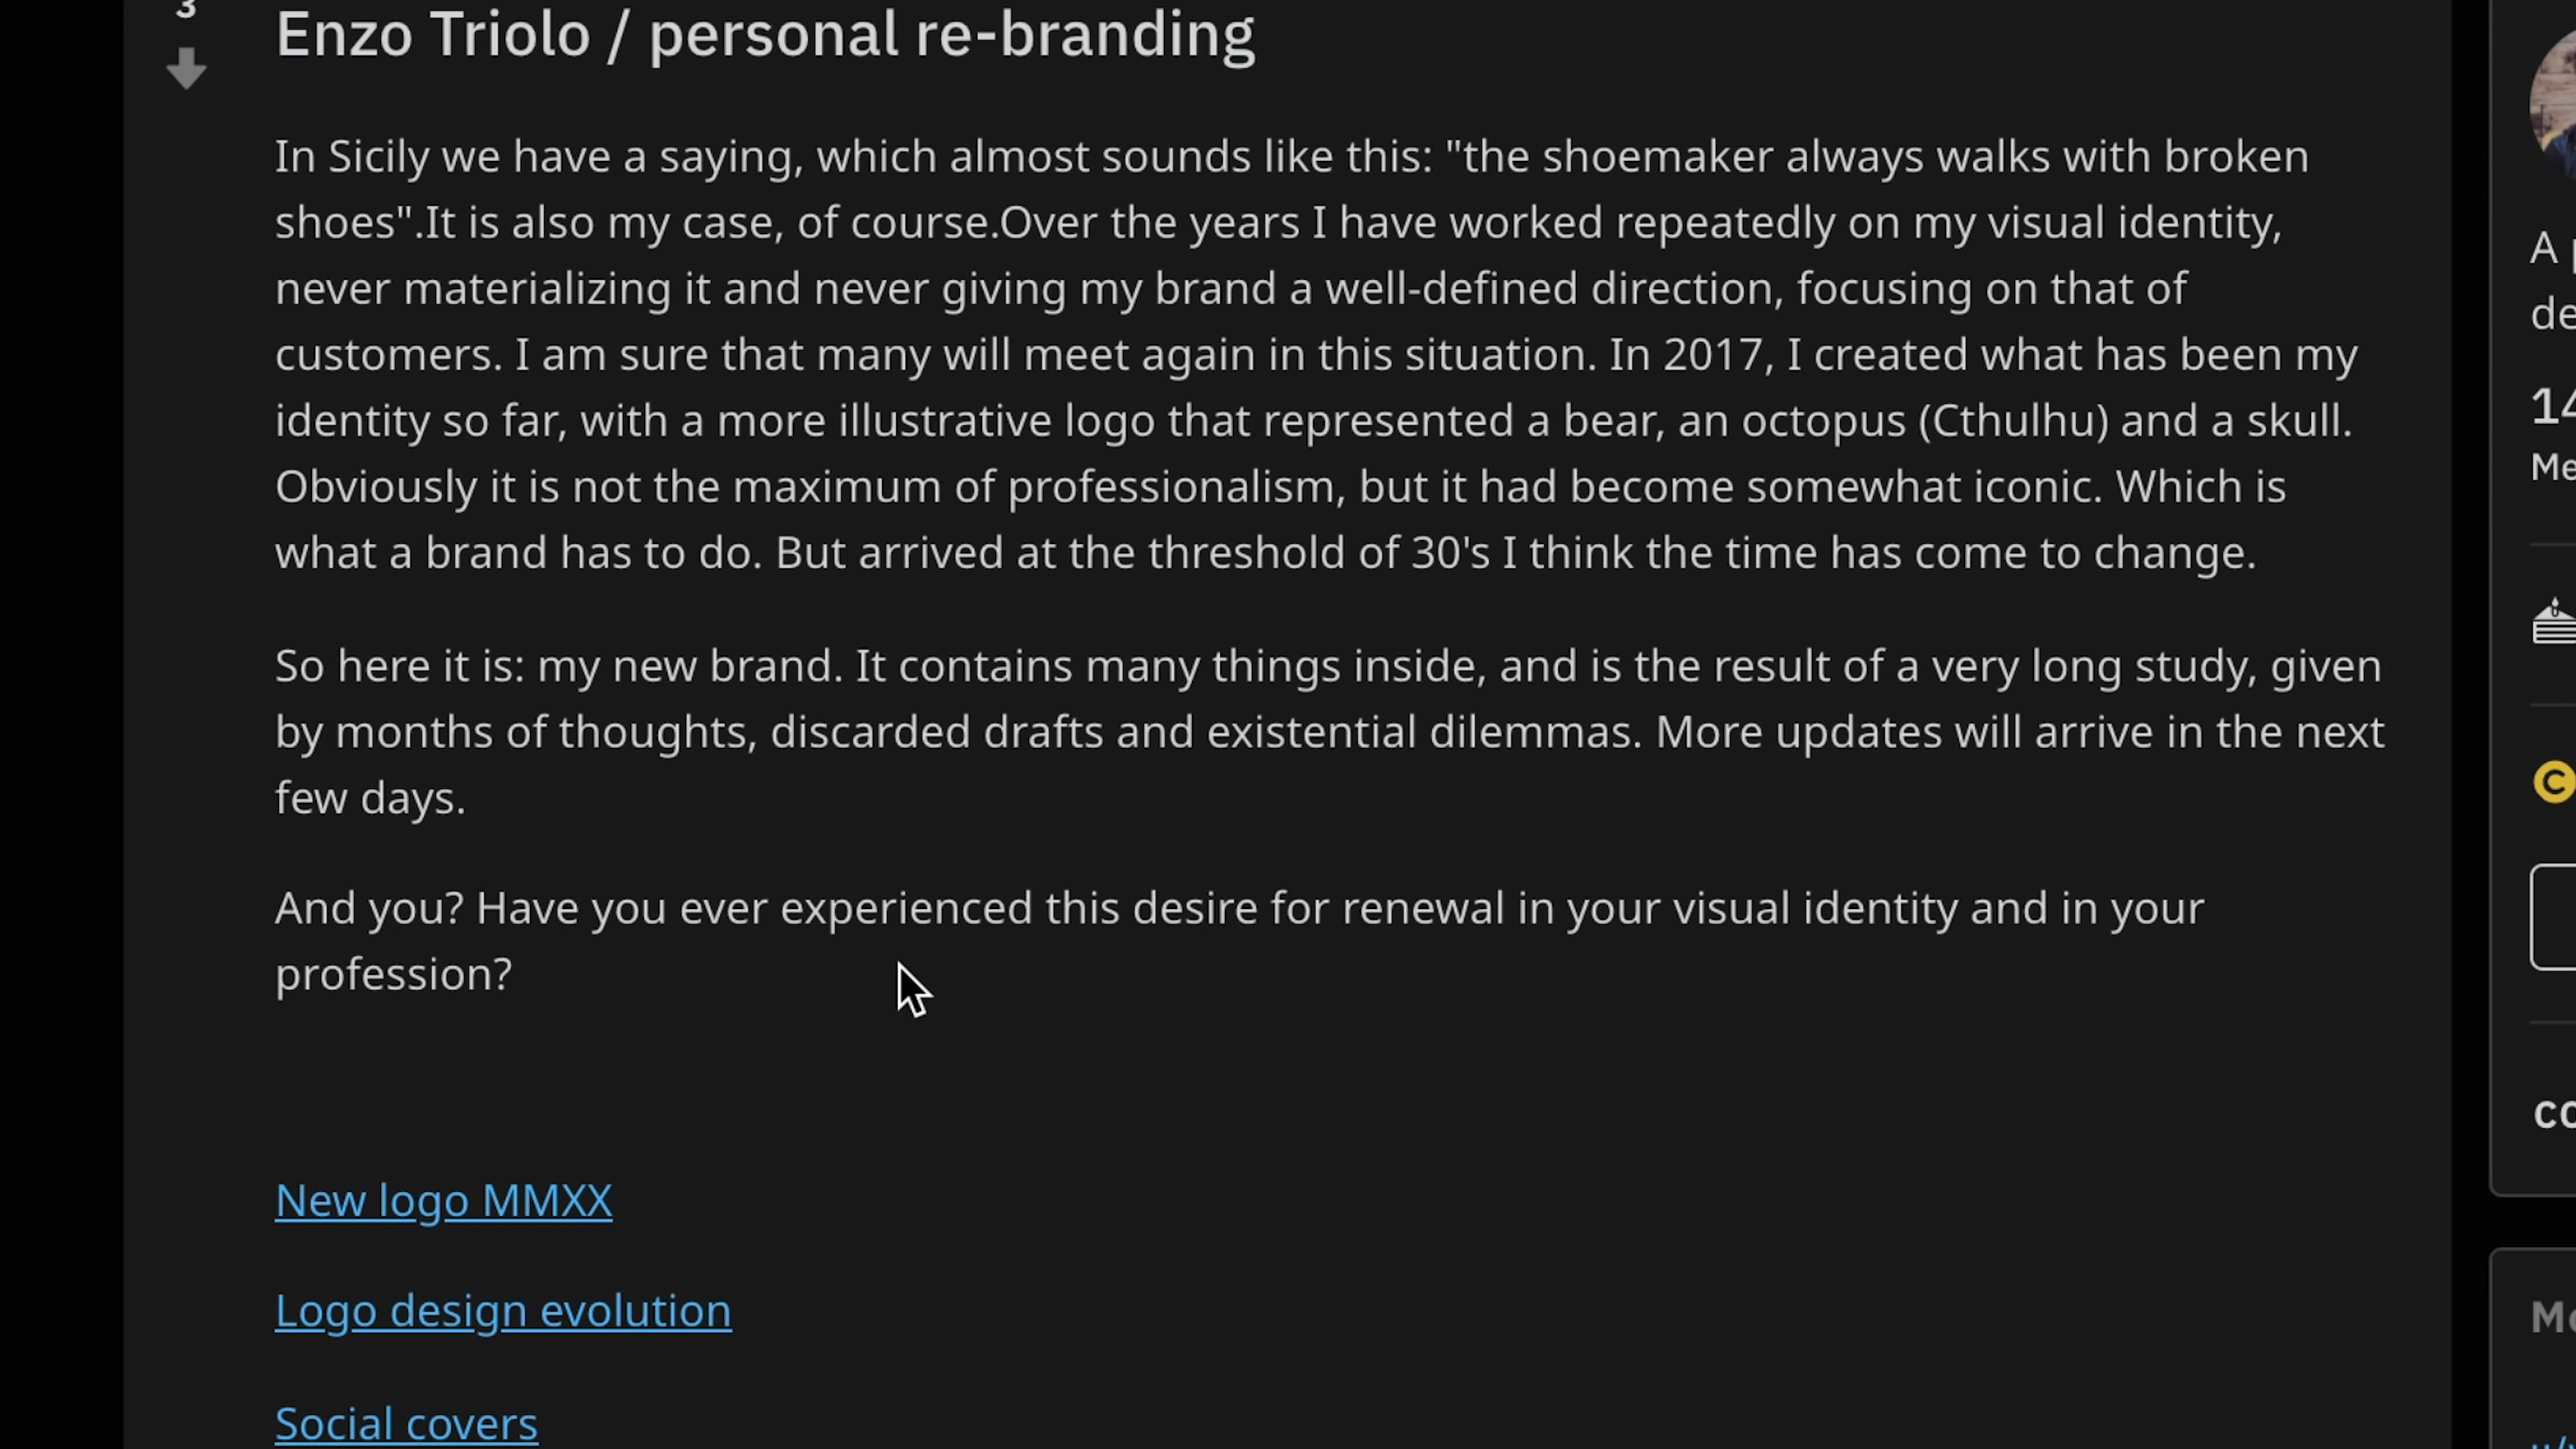 3
Enzo Triolo / personal re-branding
In Sicily we have a saying, which almost sounds like this: "the shoemaker always walks with broken
shoes".It is also my case, of course.Over the years I have worked repeatedly on my visual identity,
never materializing it and never giving my brand a well-defined direction, focusing on that of
customers. I am sure that many will meet again in this situation. In 2017, I created what has been my
identity so far, with a more illustrative logo that represented a bear, an octopus (Cthulhu) and a skull.
Obviously it is not the maximum of professionalism, but it had become somewhat iconic. Which is
what a brand has to do. But arrived at the threshold of 30's I think the time has come to change.
So here it is: my new brand. It contains many things inside, and is the result of a very long study, given
by months of thoughts, discarded drafts and existential dilemmas. More updates will arrive in the next
few days.
And you? Have you ever experienced this desire for renewal in your visual identity and in your
profession?
New logo MMXX
Logo design evolution
Social covers
A